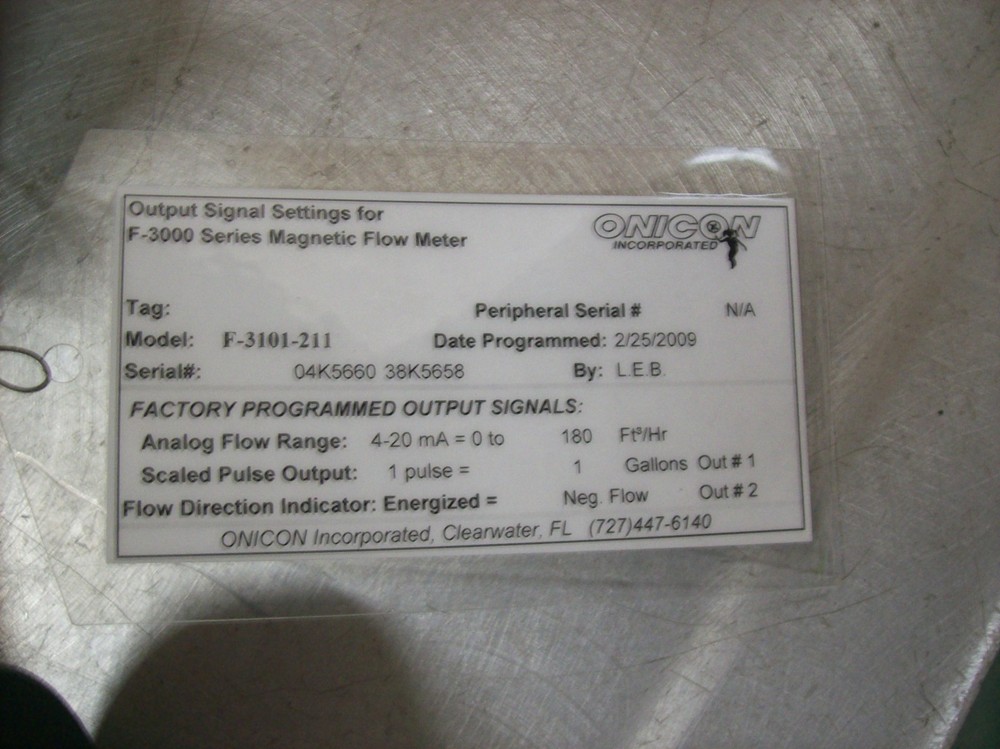 Output Signal Settings for
F-3000 Series Magnetic Flow Meter
ONICON
INCORPORATED
Tag: Peripheral Serial # N/A
Model: F-3101-211 Date Programmed: 2/25/2009
Serial#: 04K5660 38K5658 By: L.E.B.
FACTORY PROGRAMMED OUTPUT SIGNALS:
Analog Flow Range: 4-20 mA = 0 to 180 Ft³/Hr
Scaled Pulse Output: 1 pulse = 1 Gallons Out # 1
Flow Direction Indicator: Energized = Neg. Flow Out # 2
ONICON Incorporated, Clearwater, FL (727)447-6140